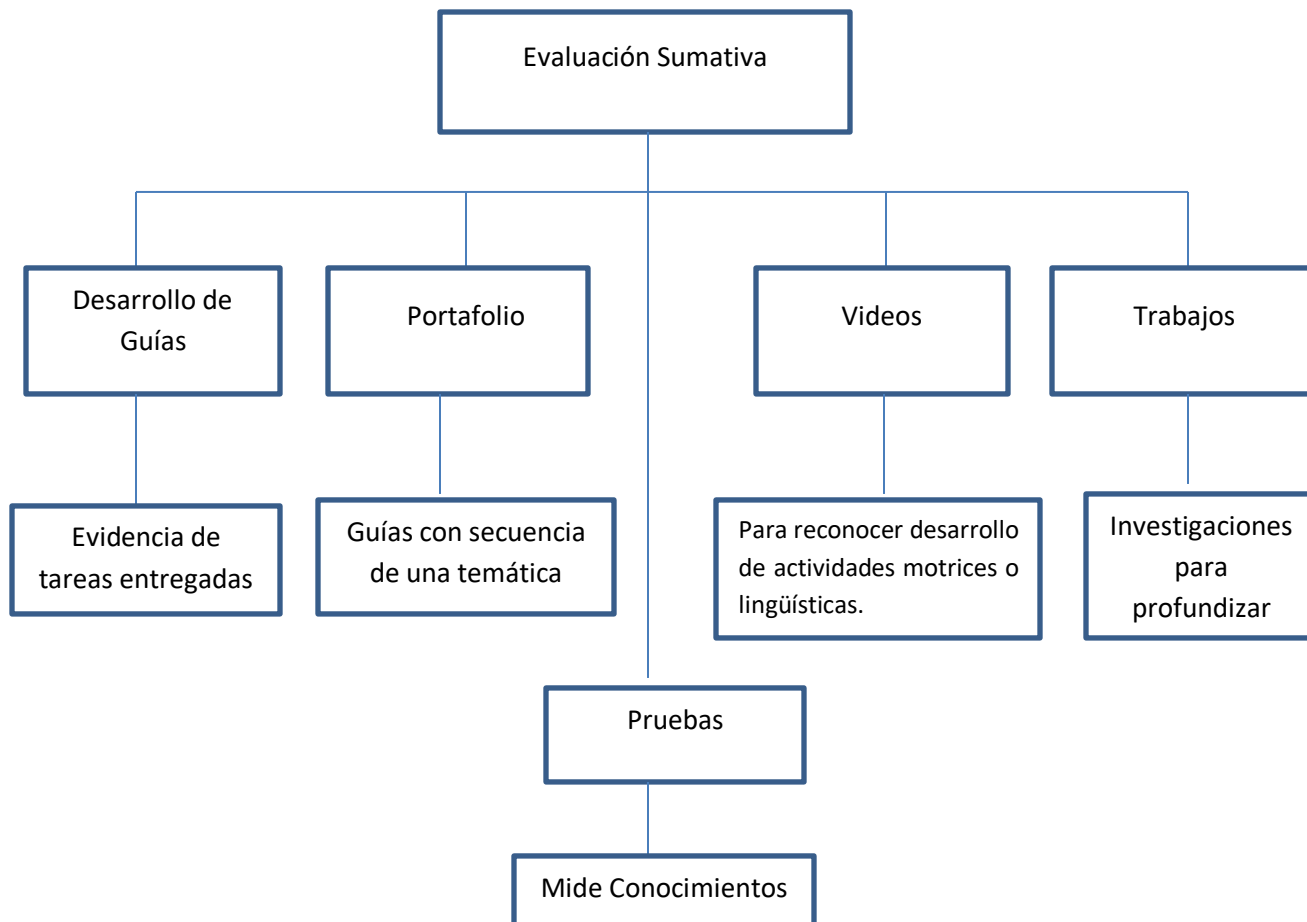 Evaluación Sumativa
Desarrollo de
Guías
Portafolio
Videos
Trabajos
Evidencia de
tareas entregadas
Guías con secuencia
de una temática
Para reconocer desarrollo
de actividades motrices o
lingüísticas.
Investigaciones
para
profundizar
Pruebas
Mide Conocimientos